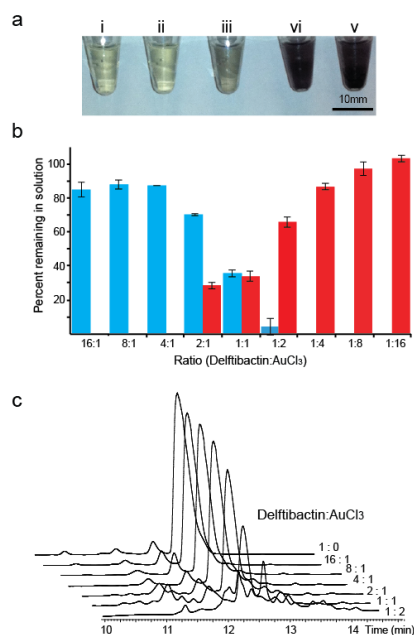 a
i ii iii vi v
10mm
b
Percent remaining in solution
100
80
60
40
20
16:1 8:1 4:1 2:1 1:1 1:2 1:4 1:8 1:16
Ratio (Delftibactin:AuCl₃)
c
Delftibactin:AuCl₃
1 : 0
16 : 1
8 : 1
4 : 1
2 : 1
1 : 1
1 : 2
10 11 12 13 14 Time (min)